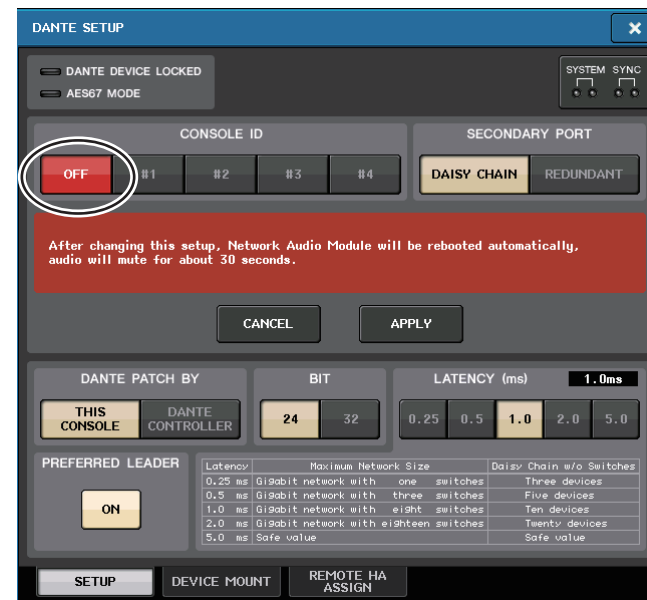 DANTE SETUP
DANTE DEVICE LOCKED
AES67 MODE
SYSTEM SYNC
CONSOLE ID
OFF #1 #2 #3 #4
SECONDARY PORT
DAISY CHAIN REDUNDANT
After changing this setup, Network Audio Module will be rebooted automatically,
audio will mute for about 30 seconds.
CANCEL APPLY
DANTE PATCH BY
THIS CONSOLE DANTE CONTROLLER
BIT
24 32
LATENCY (ms) 1.0ms
0.25 0.5 1.0 2.0 5.0
PREFERRED LEADER
ON
Latency Maximum Network Size Daisy Chain w/o Switches
0.25 ms Gigabit network with one switches Three devices
0.5 ms Gigabit network with three switches Five devices
1.0 ms Gigabit network with eight switches Ten devices
2.0 ms Gigabit network with eighteen switches Twenty devices
5.0 ms Safe value Safe value
SETUP DEVICE MOUNT REMOTE HA ASSIGN